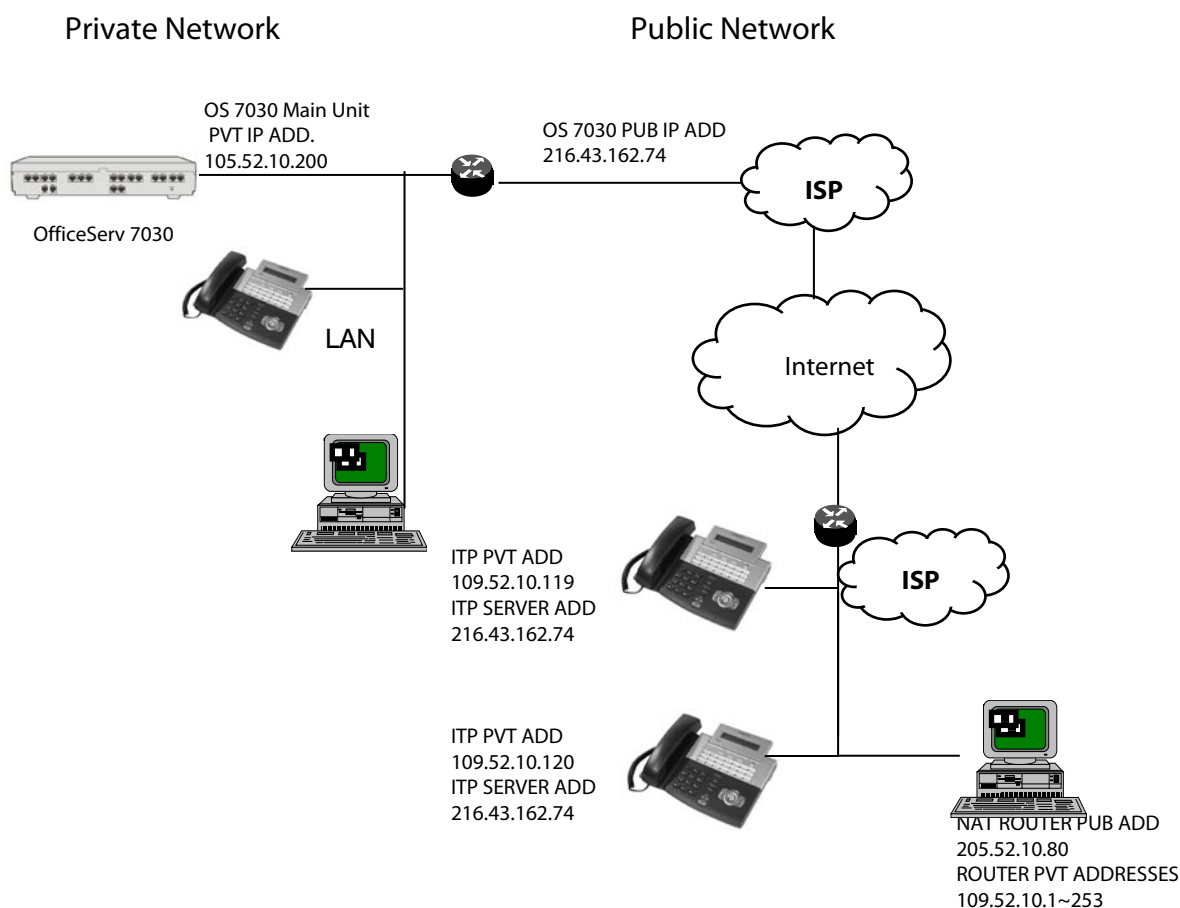 Private Network
Public Network
OS 7030 Main Unit
PVT IP ADD.
105.52.10.200
OS 7030 PUB IP ADD
216.43.162.74
ISP
OfficeServ 7030
LAN
Internet
ITP PVT ADD
109.52.10.119
ITP SERVER ADD
216.43.162.74
ISP
ITP PVT ADD
109.52.10.120
ITP SERVER ADD
216.43.162.74
NAT ROUTER PUB ADD
205.52.10.80
ROUTER PVT ADDRESSES
109.52.10.1~253